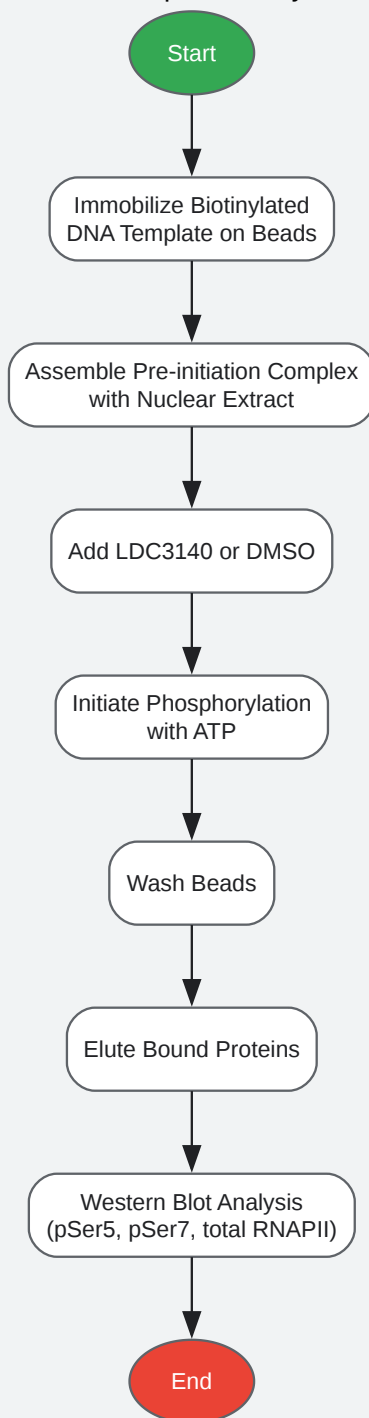 Start
Immobilize Biotinylated
DNA Template on Beads
Assemble Pre-initiation Complex
with Nuclear Extract
Add LDC3140 or DMSO
Initiate Phosphorylation
with ATP
Wash Beads
Elute Bound Proteins
Western Blot Analysis
(pSer5, pSer7, total RNAPII)
End